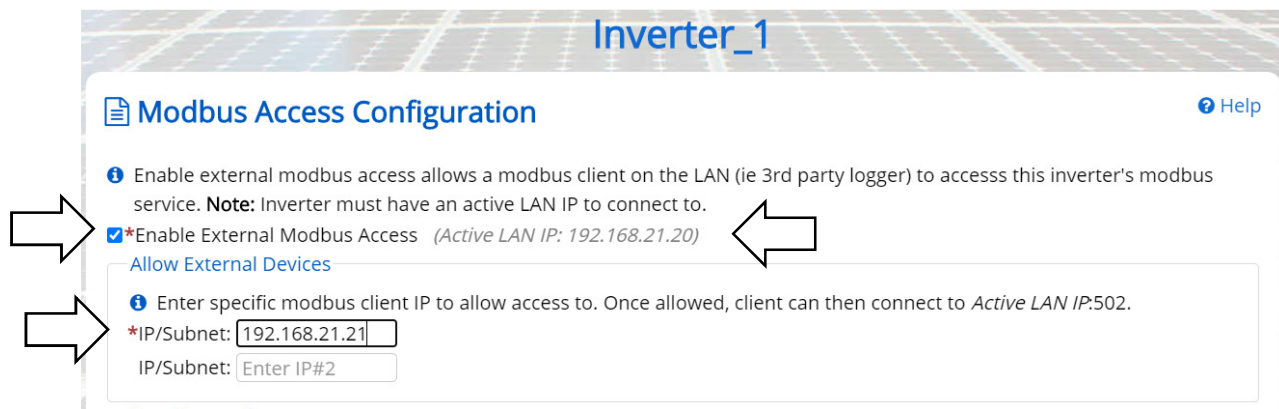 Inverter_1
Modbus Access Configuration
Help
Enable external modbus access allows a modbus client on the LAN (ie 3rd party logger) to accesss this inverter's modbus
service. Note: Inverter must have an active LAN IP to connect to.
*Enable External Modbus Access (Active LAN IP: 192.168.21.20)
Allow External Devices
Enter specific modbus client IP to allow access to. Once allowed, client can then connect to Active LAN IP:502.
*IP/Subnet: 192.168.21.21
IP/Subnet: Enter IP#2